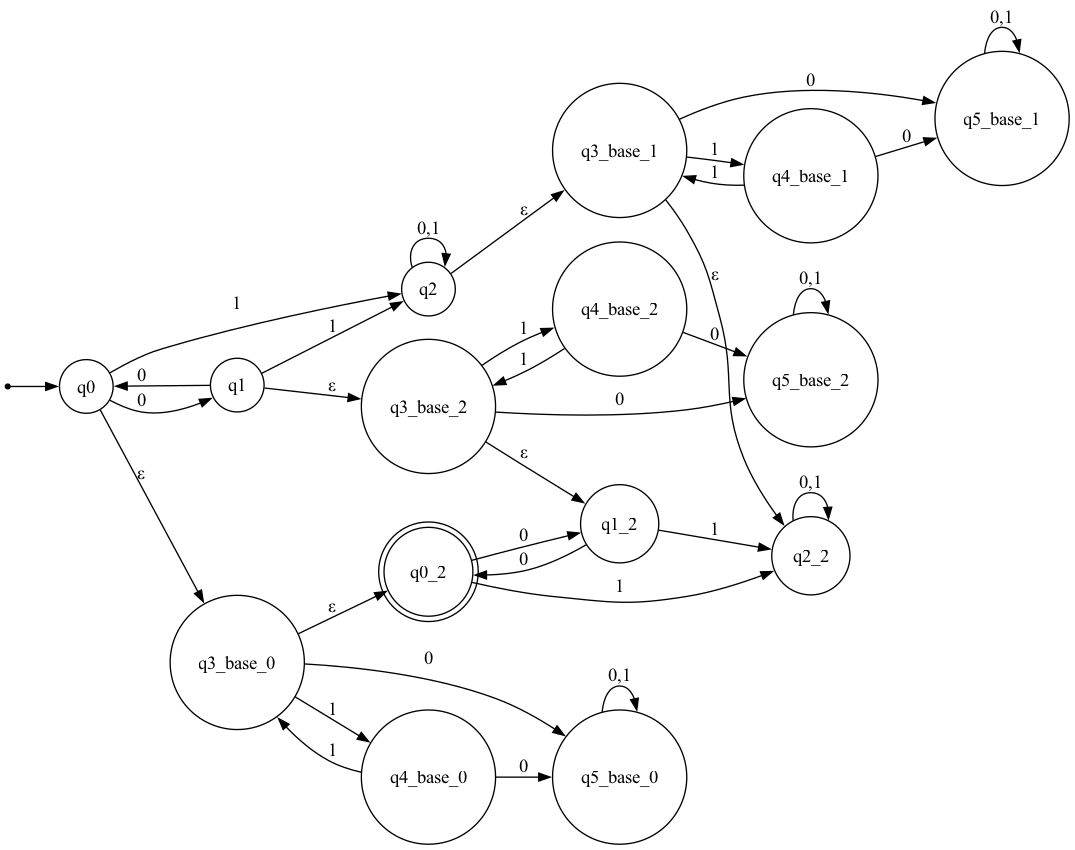 0,1
0
q5_base_1
q3_base_1
1
0
1
q4_base_1
ε
0,1
ε
0,1
q2
q4_base_2
1
1
1
0
q5_base_2
0
q0
q1
ε
1
0
q3_base_2
0
ε
ε
0,1
q1_2
1
0
q2_2
0
q0_2
1
ε
q3_base_0
0
0,1
1
1
0
q4_base_0
q5_base_0